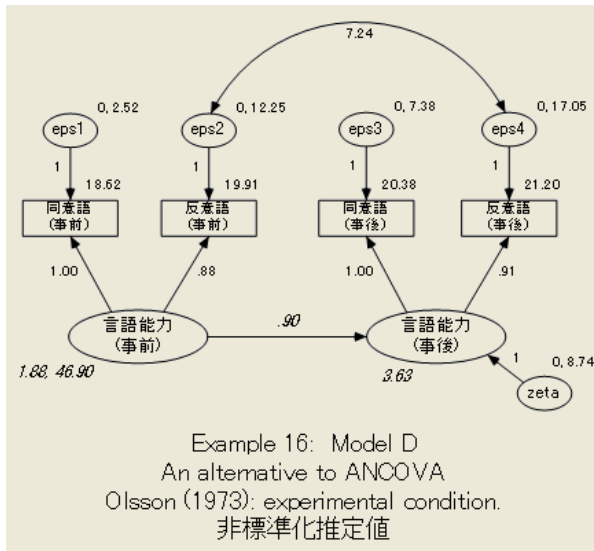 7.24
0, 2.52
0, 12.25
0, 7.38
0, 17.05
eps1
eps2
eps3
eps4
1
1
1
1
18.62
19.91
20.38
21.20
同意語
(事前)
反意語
(事前)
同意語
(事後)
反意語
(事後)
1.00
.88
1.00
.91
言語能力
(事前)
.90
言語能力
(事後)
1.88, 46.90
3.63
1
0, 8.74
zeta
Example 16: Model D
An alternative to ANCOVA
Olsson (1973): experimental condition.
非標準化推定値